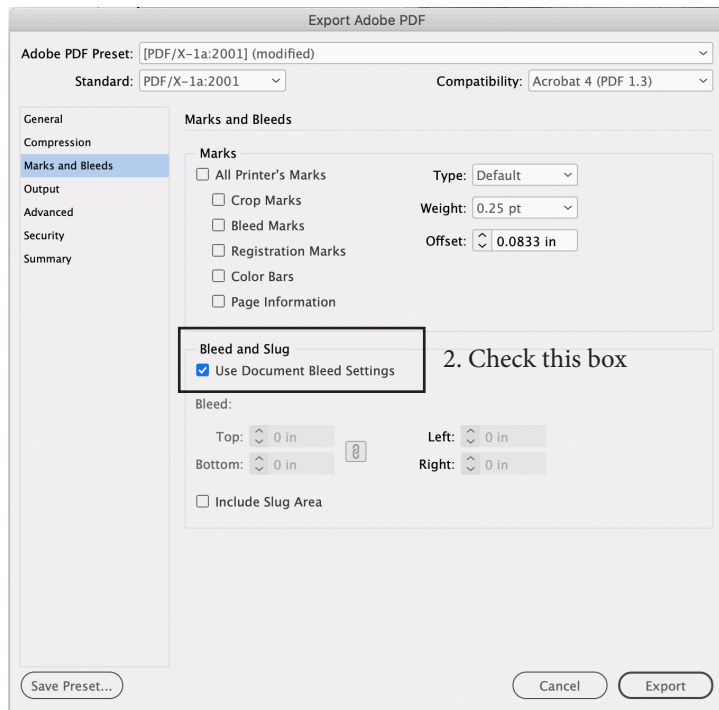 Export Adobe PDF
Adobe PDF Preset: [PDF/X-1a:2001] (modified)
Standard: PDF/X-1a:2001 Compatibility: Acrobat 4 (PDF 1.3)
General
Compression
Marks and Bleeds
Output
Advanced
Security
Summary
Marks and Bleeds
Marks
All Printer's Marks
Crop Marks
Bleed Marks
Registration Marks
Color Bars
Page Information
Type: Default
Weight: 0.25 pt
Offset: 0.0833 in
Bleed and Slug
Use Document Bleed Settings
2. Check this box
Bleed:
Top: 0 in Left: 0 in
Bottom: 0 in Right: 0 in
Include Slug Area
Save Preset... Cancel Export